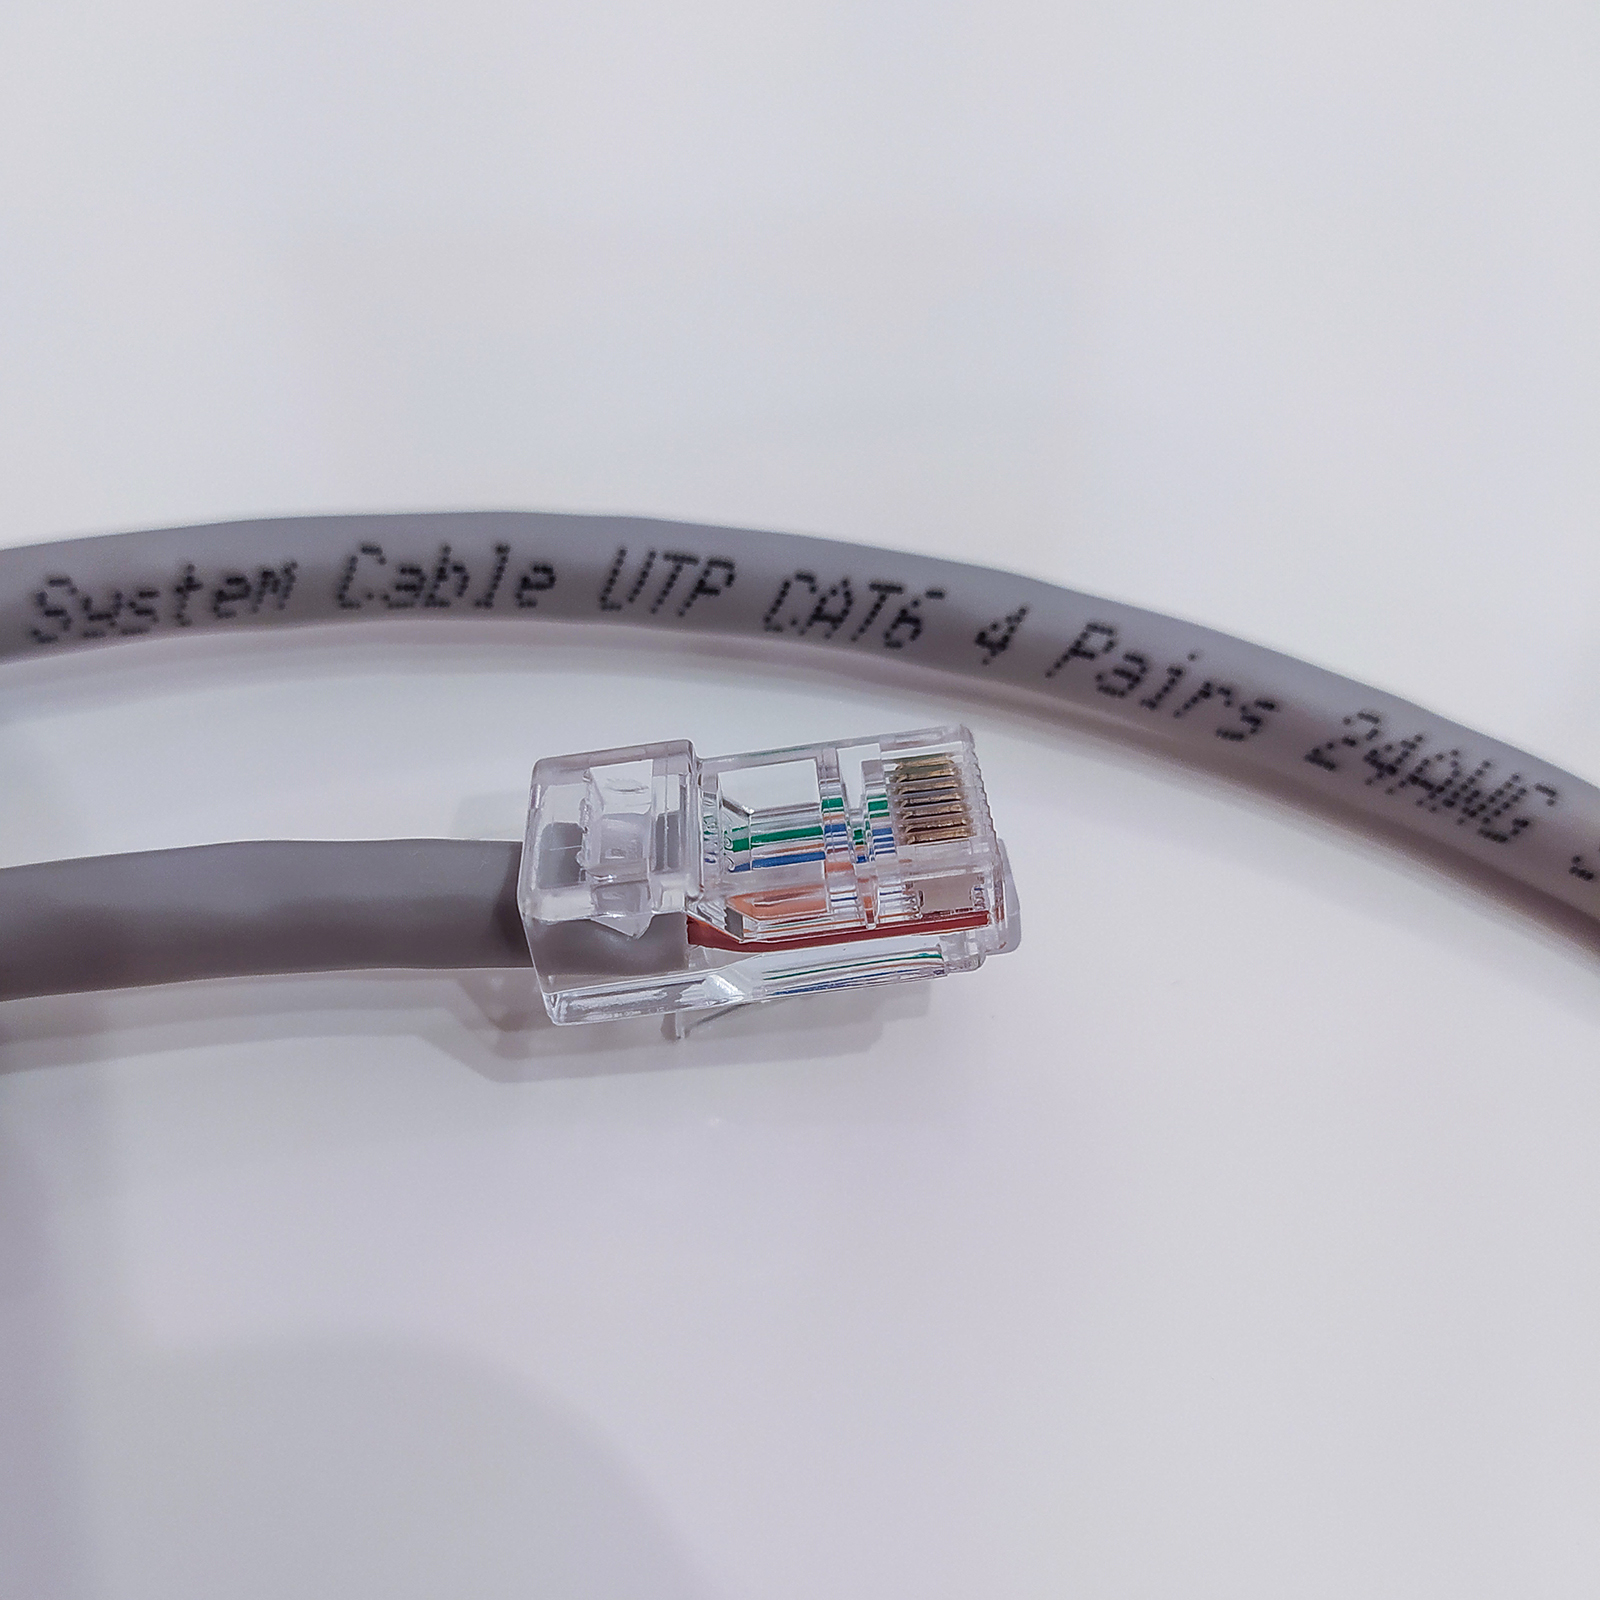 System Cable UTP CAT6 4 Pairs 24AWG